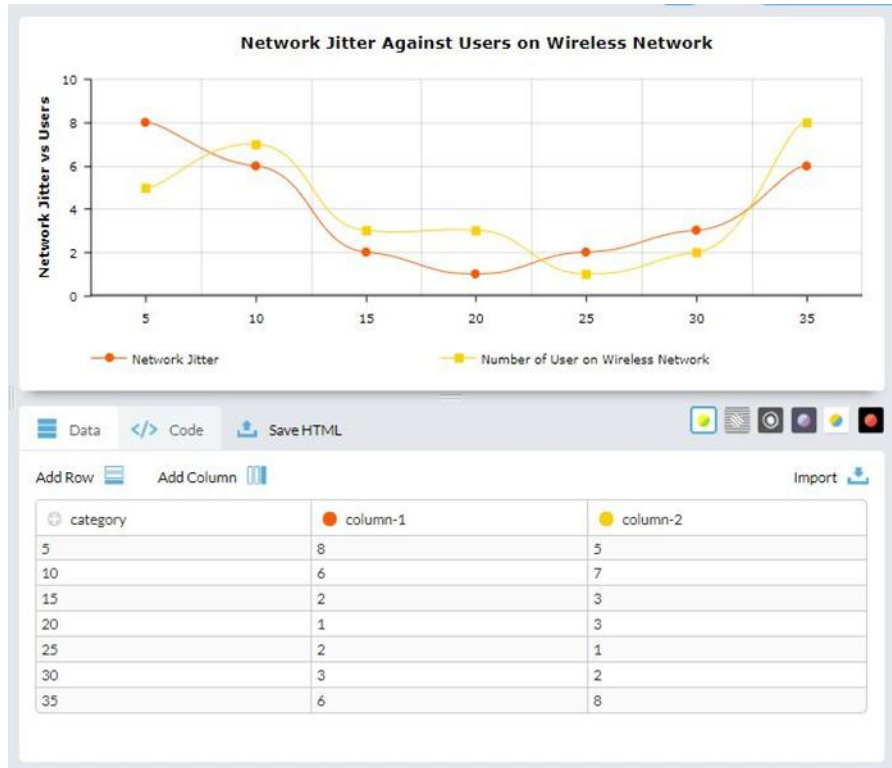 Network Jitter Against Users on Wireless Network
Network Jitter vs Users
10
8
6
4
2
0
5 10 15 20 25 30 35
Network Jitter Number of User on Wireless Network
Data </> Code Save HTML
Add Row Add Column Import
category column-1 column-2
5 8 5
10 6 7
15 2 3
20 1 3
25 2 1
30 3 2
35 6 8